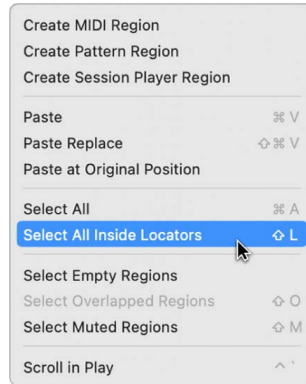 Create MIDI Region
Create Pattern Region
Create Session Player Region
Paste ⌘ V
Paste Replace ⇧ ⌘ V
Paste at Original Position
Select All ⌘ A
Select All Inside Locators ⇧ L
Select Empty Regions
Select Overlapped Regions ⇧ O
Select Muted Regions ⇧ M
Scroll in Play ^ `